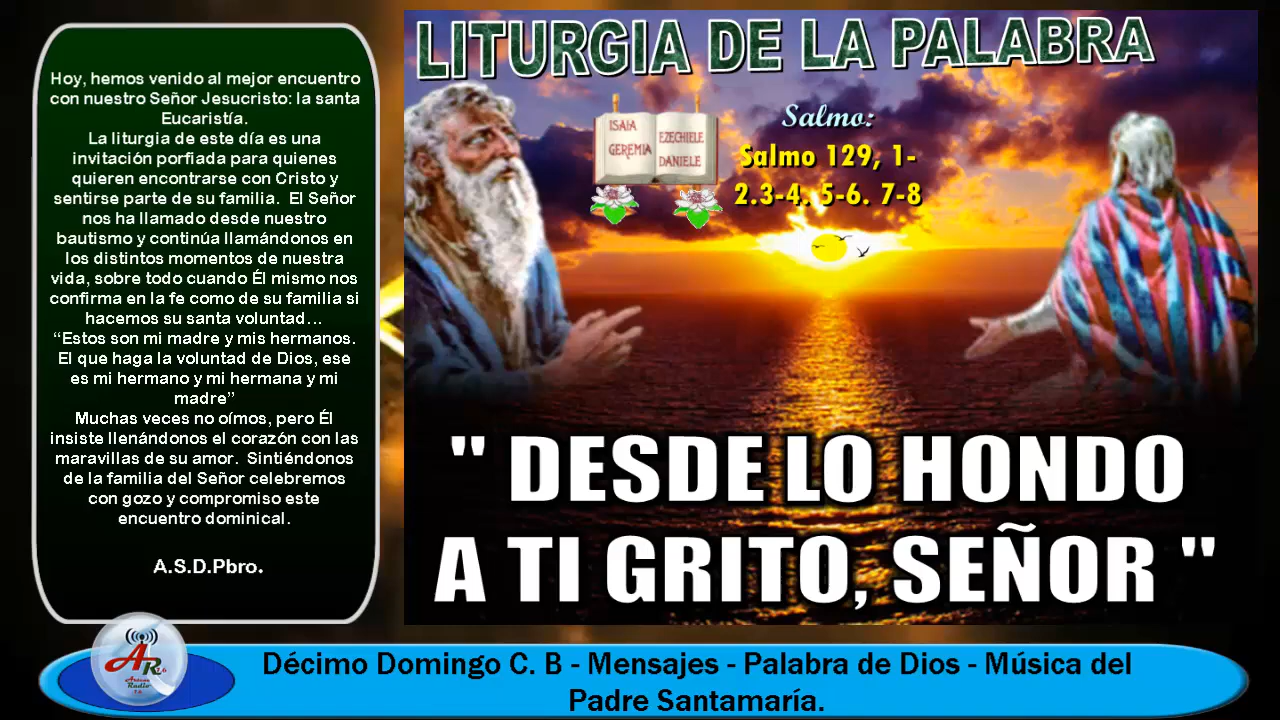 Hoy, hemos venido al mejor encuentro
con nuestro Señor Jesucristo: la santa
Eucaristía.
La liturgia de este día es una
invitación porfiada para quienes
quieren encontrarse con Cristo y
sentirse parte de su familia. El Señor
nos ha llamado desde nuestro
bautismo y continúa llamándonos en
los distintos momentos de nuestra
vida, sobre todo cuando Él mismo nos
confirma en la fe como de su familia si
hacemos su santa voluntad…
“Estos son mi madre y mis hermanos.
El que haga la voluntad de Dios, ese
es mi hermano y mi hermana y mi
madre”
Muchas veces no oímos, pero Él
insiste llenándonos el corazón con las
maravillas de su amor. Sintiéndonos
de la familia del Señor celebremos
con gozo y compromiso este
encuentro dominical.
A.S.D.Pbro.
LITURGIA DE LA PALABRA
ISAIA
GEREMIA
EZECHIELE
DANIELE
Salmo:
Salmo 129, 1-
2.3-4. 5-6. 7-8
" DESDE LO HONDO
A TI GRITO, SEÑOR "
AR
Radio
Décimo Domingo C. B - Mensajes - Palabra de Dios - Música del
Padre Santamaría.